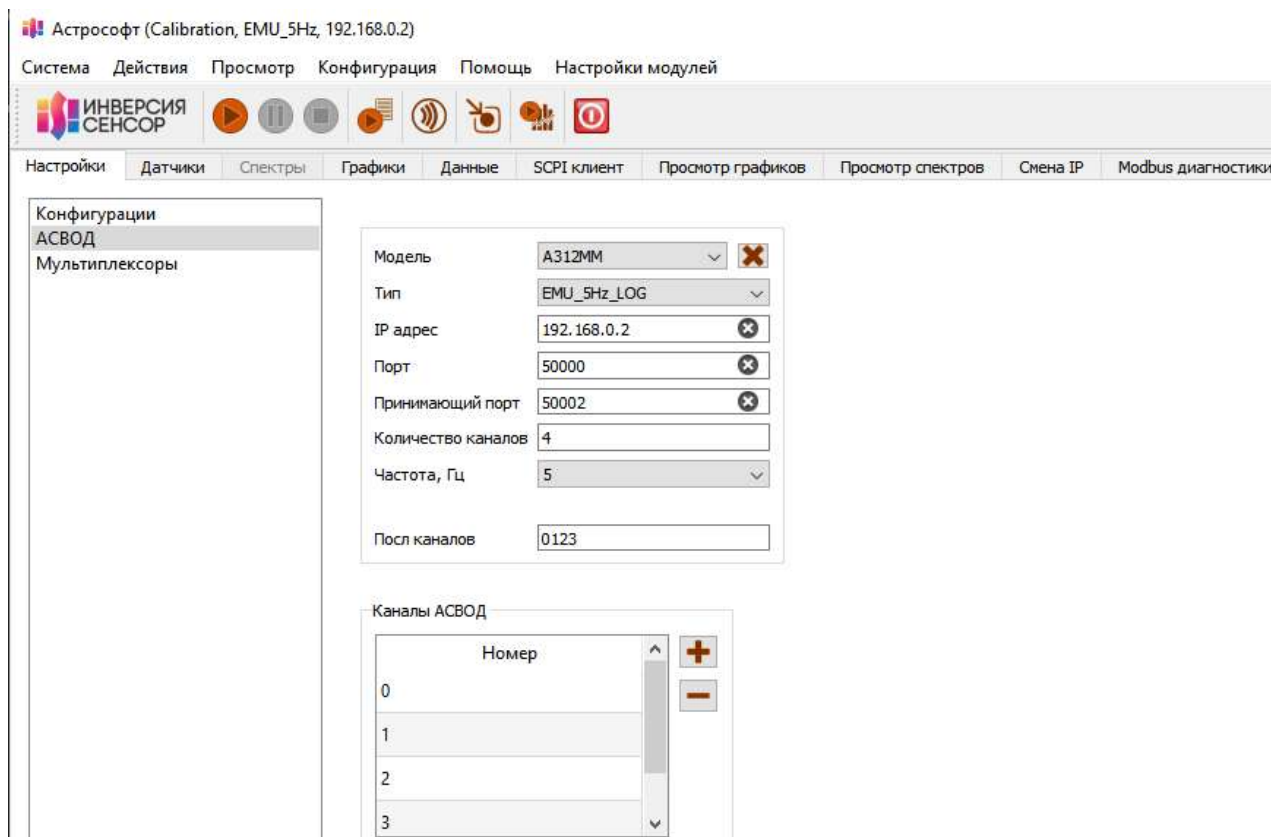 Астрософт (Calibration, EMU_5Hz, 192.168.0.2)
Система Действия Просмотр Конфигурация Помощь Настройки модулей
ИНВЕРСИЯ
СЕНСОР
Настройки Датчики Спектры Графики Данные SCPI клиент Просмотр графиков Просмотр спектров Смена IP Modbus диагностики
Конфигурации
АСВОД
Мультиплексоры
Модель A312MM
Тип EMU_5Hz_LOG
IP адрес 192.168.0.2
Порт 50000
Принимающий порт 50002
Количество каналов 4
Частота, Гц 5
Посл каналов 0123
Каналы АСВОД
Номер
0
1
2
3